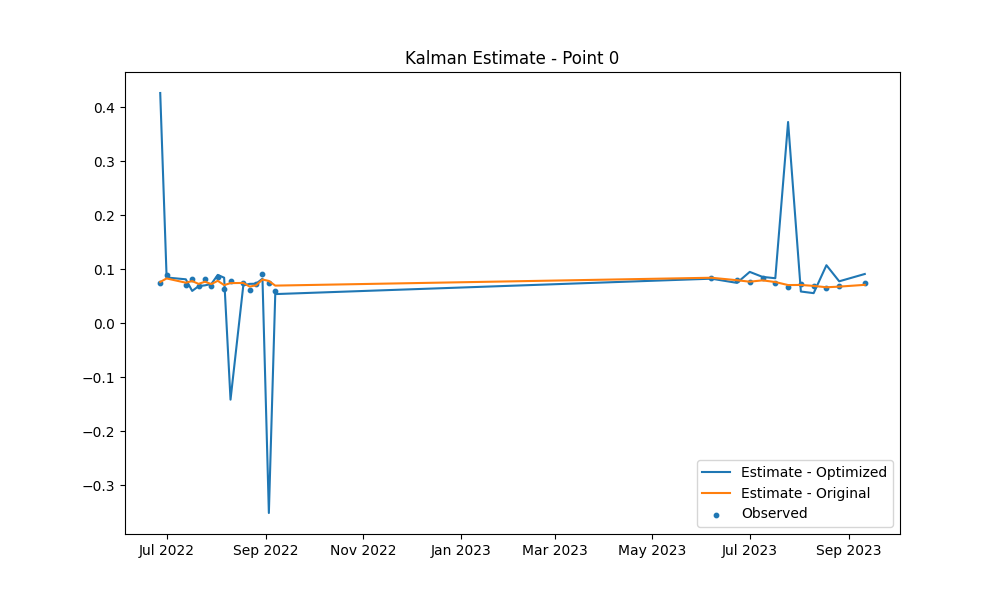 Kalman Estimate - Point 0
0.4
0.3
0.2
0.1
0.0
−0.1
−0.2
−0.3
Estimate - Optimized
Estimate - Original
Observed
Jul 2022 Sep 2022 Nov 2022 Jan 2023 Mar 2023 May 2023 Jul 2023 Sep 2023